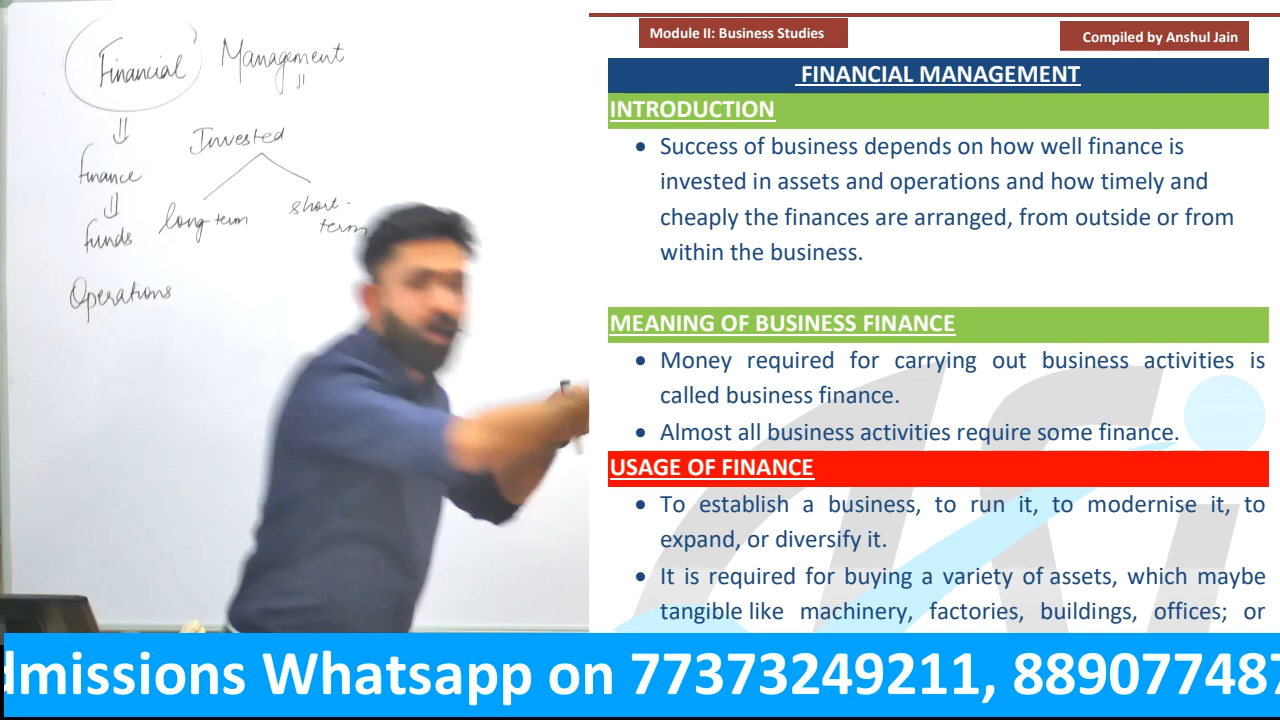 Financial Management
Invested
finance
long-term short-
term
funds
Operations
Module II: Business Studies
Compiled by Anshul Jain
FINANCIAL MANAGEMENT
INTRODUCTION
• Success of business depends on how well finance is
invested in assets and operations and how timely and
cheaply the finances are arranged, from outside or from
within the business.
MEANING OF BUSINESS FINANCE
• Money required for carrying out business activities is
called business finance.
• Almost all business activities require some finance.
USAGE OF FINANCE
• To establish a business, to run it, to modernise it, to
expand, or diversify it.
• It is required for buying a variety of assets, which maybe
tangible like machinery, factories, buildings, offices; or
dmissions Whatsapp on 77373249211, 889077487